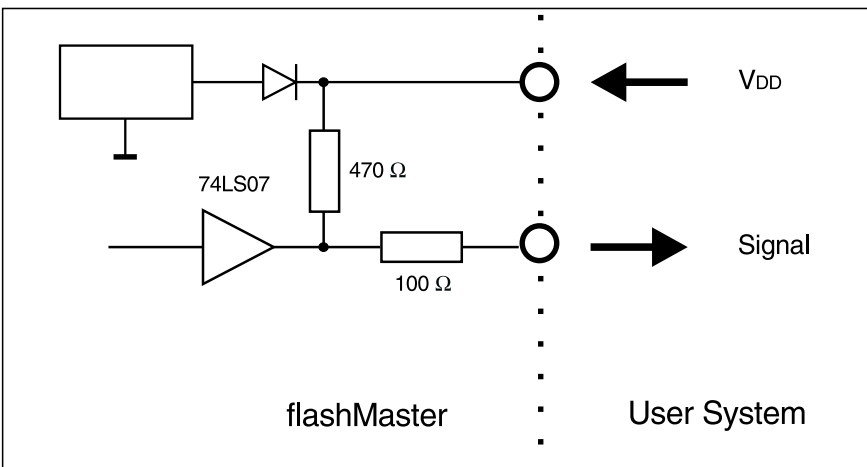 VDD
470 Ω
74LS07
Signal
100 Ω
flashMaster
User System